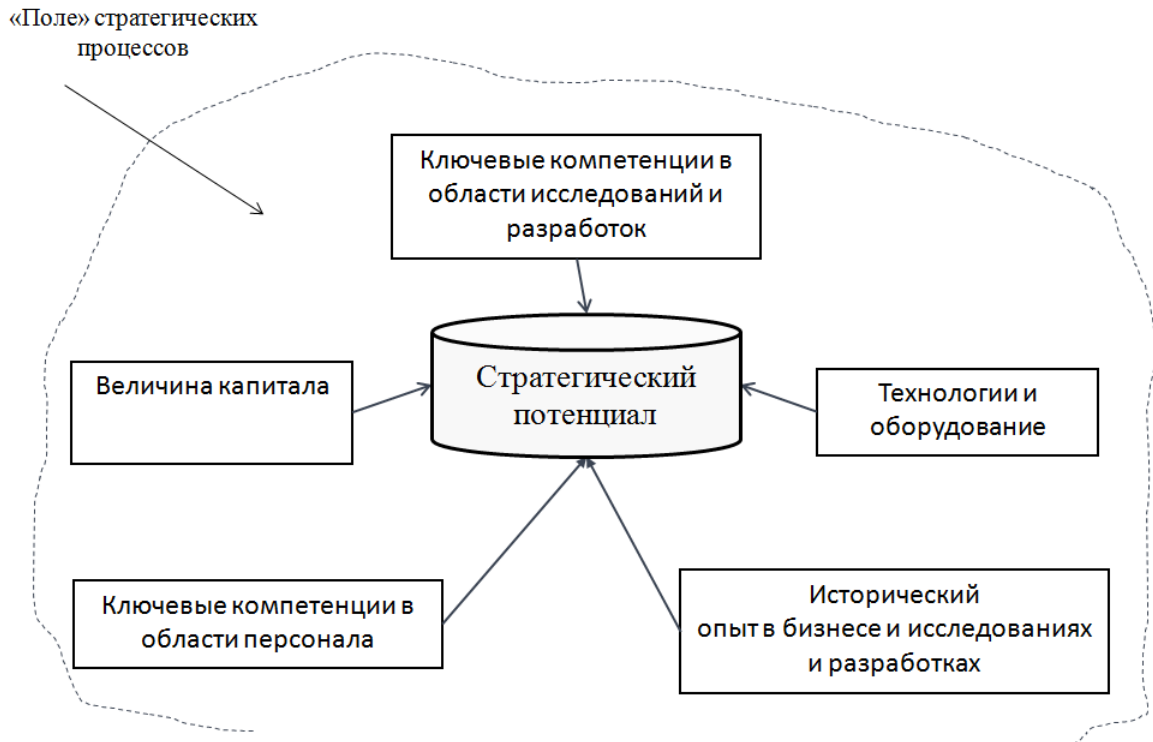 «Поле» стратегических
процессов
Ключевые компетенции в
области исследований и
разработок
Стратегический
потенциал
Величина капитала
Технологии и
оборудование
Ключевые компетенции в
области персонала
Исторический
опыт в бизнесе и исследованиях
и разработках